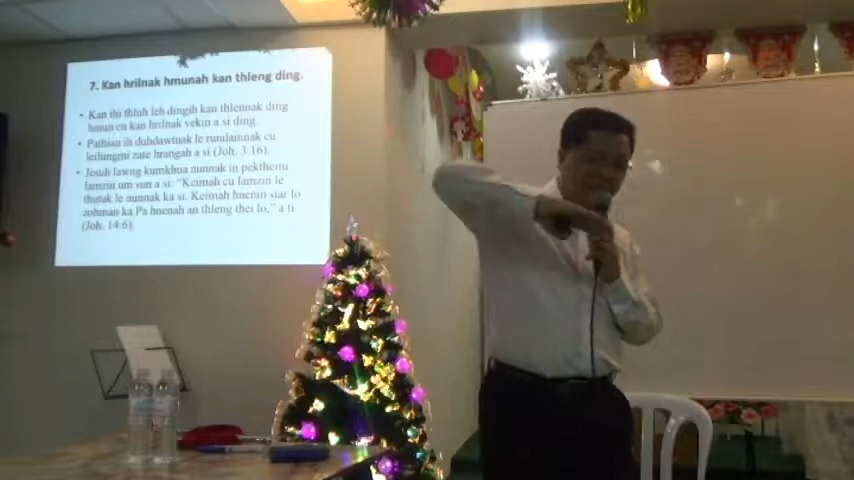 7. Kan hrilnak hmunah kan thleng ding.
• Kan thi thluh leh dingih kan thlennak ding
hmun cu kan hrilnak vekin a si ding.
• Pathian ih duhdawtnak le rundamnak cu
leilung mi zate hrangah a si. (Joh. 3:16).
• Jesuh lawng kumkhua nunnak in pekthentu
lamzin um sun a si: "Keimah cu lamzin le
thutak le nunnak ka si. Keimah hnenin siar lo
zohman ka Pa hnenah an thleng thei lo," a ti
(Joh. 14:6).